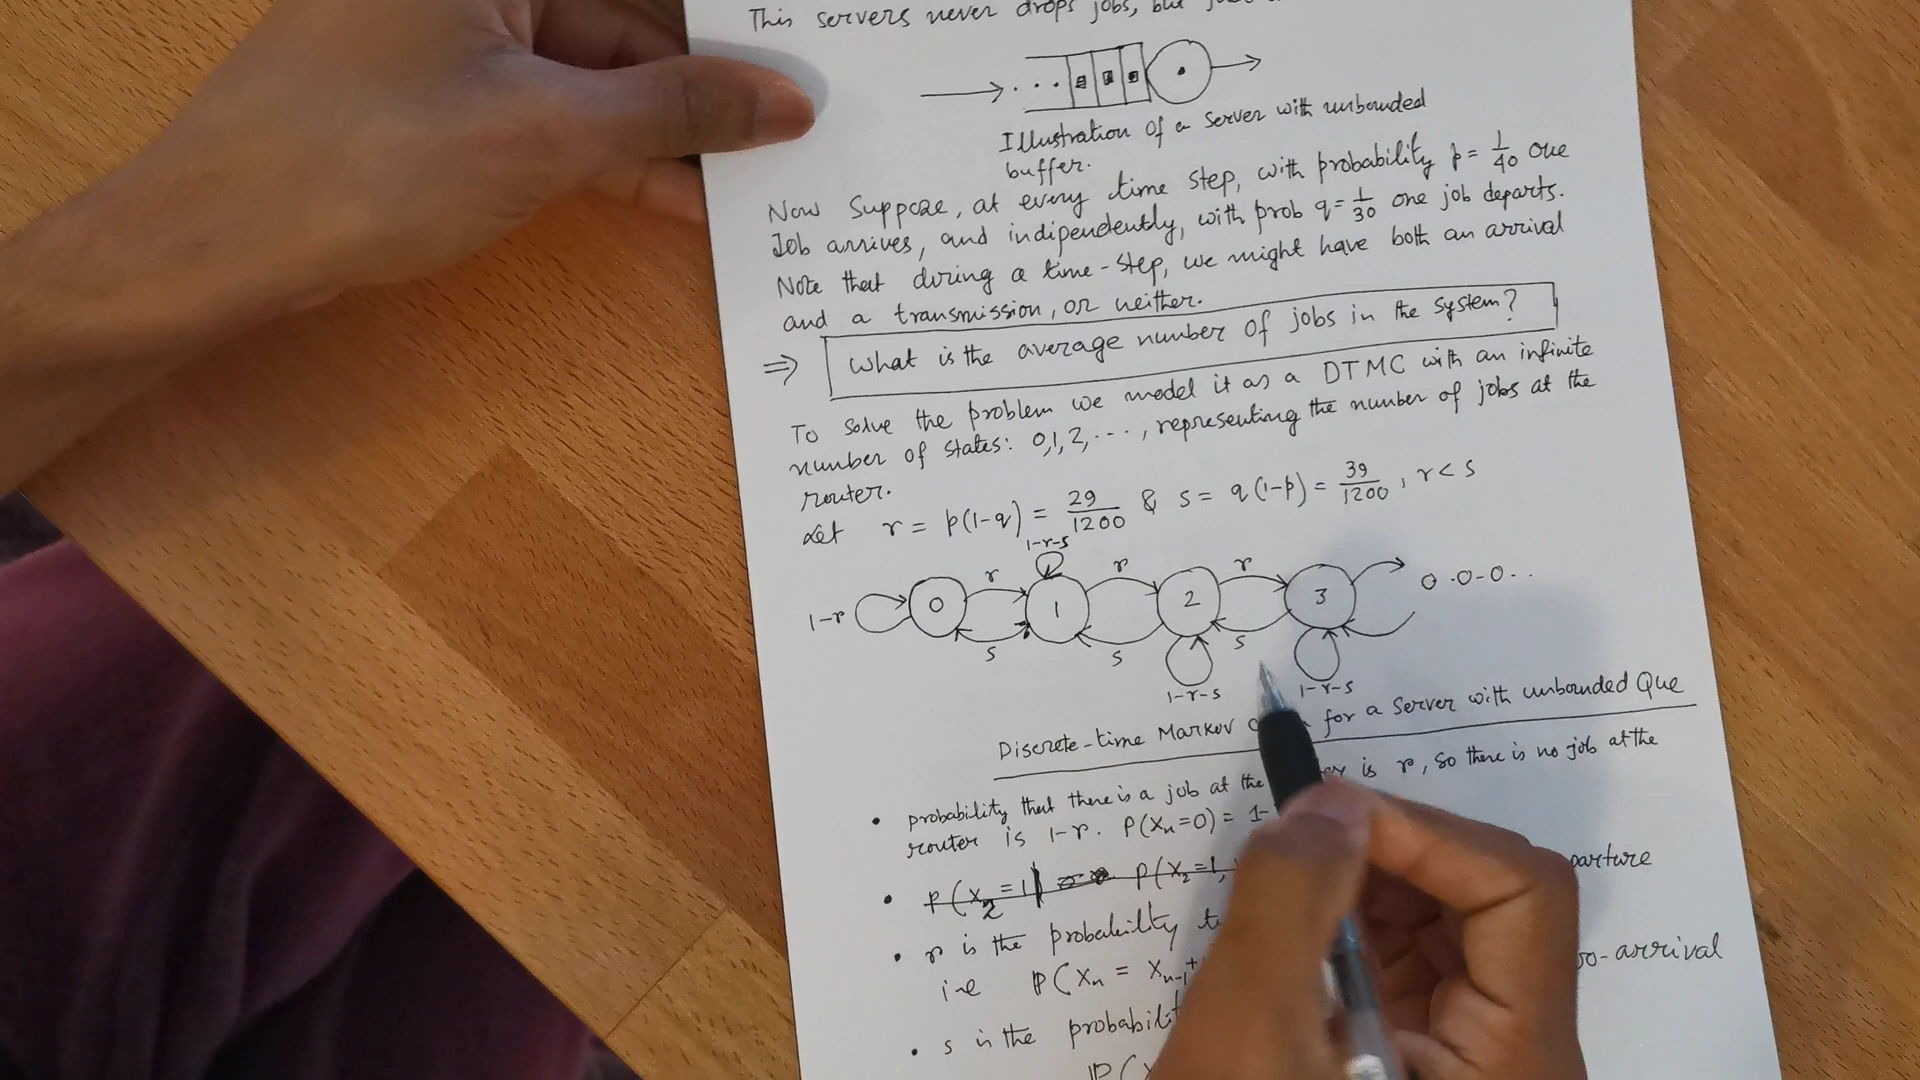 This servers never drops jobs, but
Illustration of a server with unbounded
buffer.
Now Suppose, at every time step, with probability p = 1/40 one
Job arrives, and indipendently, with prob q = 1/30 one job departs.
Note that during a time-step, we might have both an arrival
and a transmission, or neither.
⇒ What is the average number of jobs in the system?
To solve the problem we model it as a DTMC with an infinite
number of states: 0,1,2,..., representing the number of jobs at the
router.
Let r = p(1-q) = 29/1200 & s = q(1-p) = 39/1200, r < s
1-r-s
r r r
1-r 0 1 2 3 0-0-0..
s s s
1-r-s 1-r-s
Discrete-time Markov for a Server with unbounded Que
• probability that there is a job at the is r, so there is no job at the
router is 1-r. P(Xn=0) = 1-
• P(X2=1 P(X2=1, parture
• r is the probability
i-e P(Xn = Xn-1+ oo-arrival
• s is the probabilit
P(X